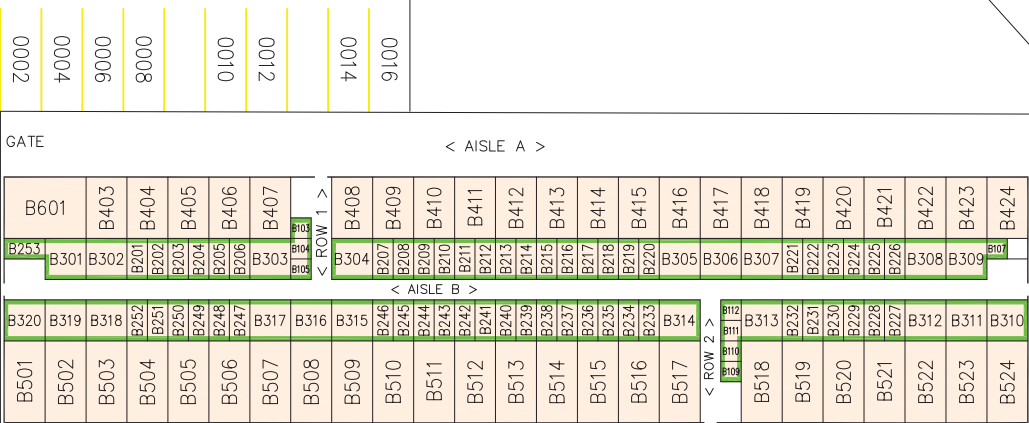 0002 0004 0006 0008 0010 0012 0014 0016
GATE
< AISLE A >
B601 B403 B404 B405 B406 B407 < ROW 1 > B408 B409 B410 B411 B412 B413 B414 B415 B416 B417 B418 B419 B420 B421 B422 B423 B424
B103
B104
B105
B253 B301 B302 B201 B202 B203 B204 B205 B206 B303 B304 B207 B208 B209 B210 B211 B212 B213 B214 B215 B216 B217 B218 B219 B220 B305 B306 B307 B221 B222 B223 B224 B225 B226 B308 B309 B107
< AISLE B >
B320 B319 B318 B252 B251 B250 B249 B248 B247 B317 B316 B315 B246 B245 B244 B243 B242 B241 B240 B239 B238 B237 B236 B235 B234 B233 B314 < ROW 2 > B112 B313 B232 B231 B230 B229 B228 B227 B312 B311 B310
B111
B110
B109
B501 B502 B503 B504 B505 B506 B507 B508 B509 B510 B511 B512 B513 B514 B515 B516 B517 B518 B519 B520 B521 B522 B523 B524